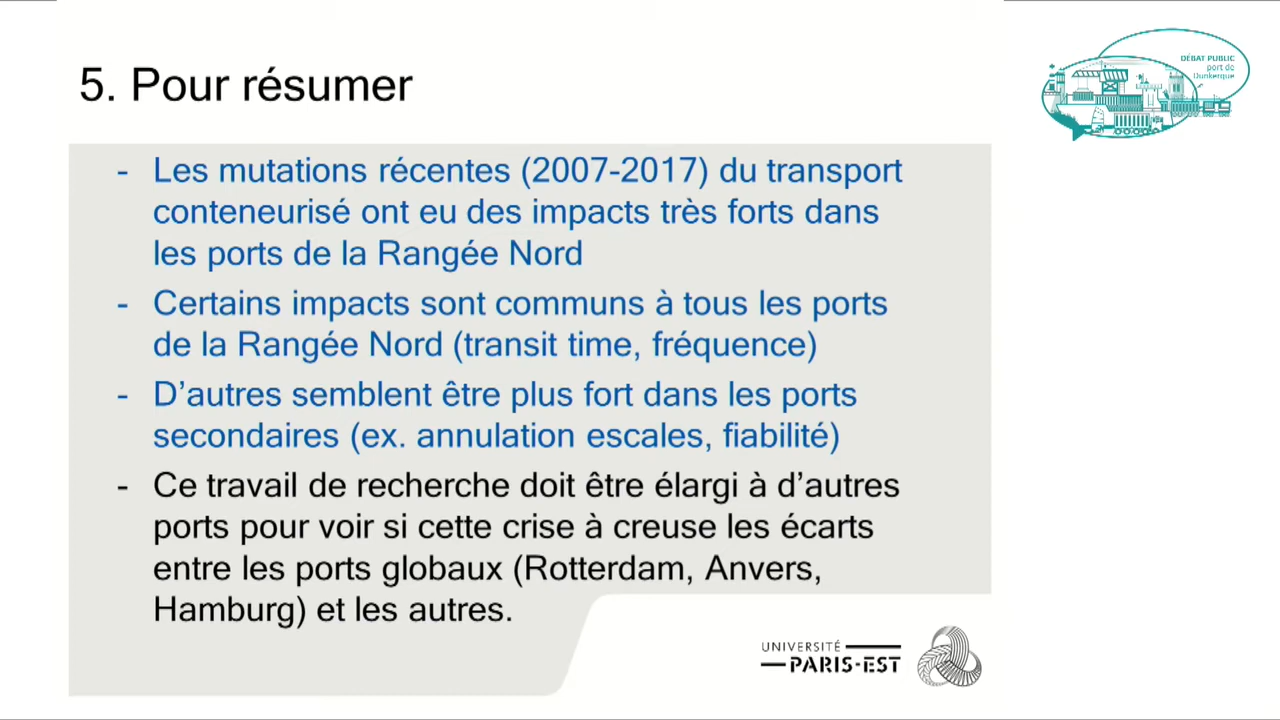 5. Pour résumer
DÉBAT PUBLIC
port de
Dunkerque
- Les mutations récentes (2007-2017) du transport
conteneurisé ont eu des impacts très forts dans
les ports de la Rangée Nord
- Certains impacts sont communs à tous les ports
de la Rangée Nord (transit time, fréquence)
- D’autres semblent être plus fort dans les ports
secondaires (ex. annulation escales, fiabilité)
- Ce travail de recherche doit être élargi à d’autres
ports pour voir si cette crise à creuse les écarts
entre les ports globaux (Rotterdam, Anvers,
Hamburg) et les autres.
UNIVERSITÉ
PARIS-EST